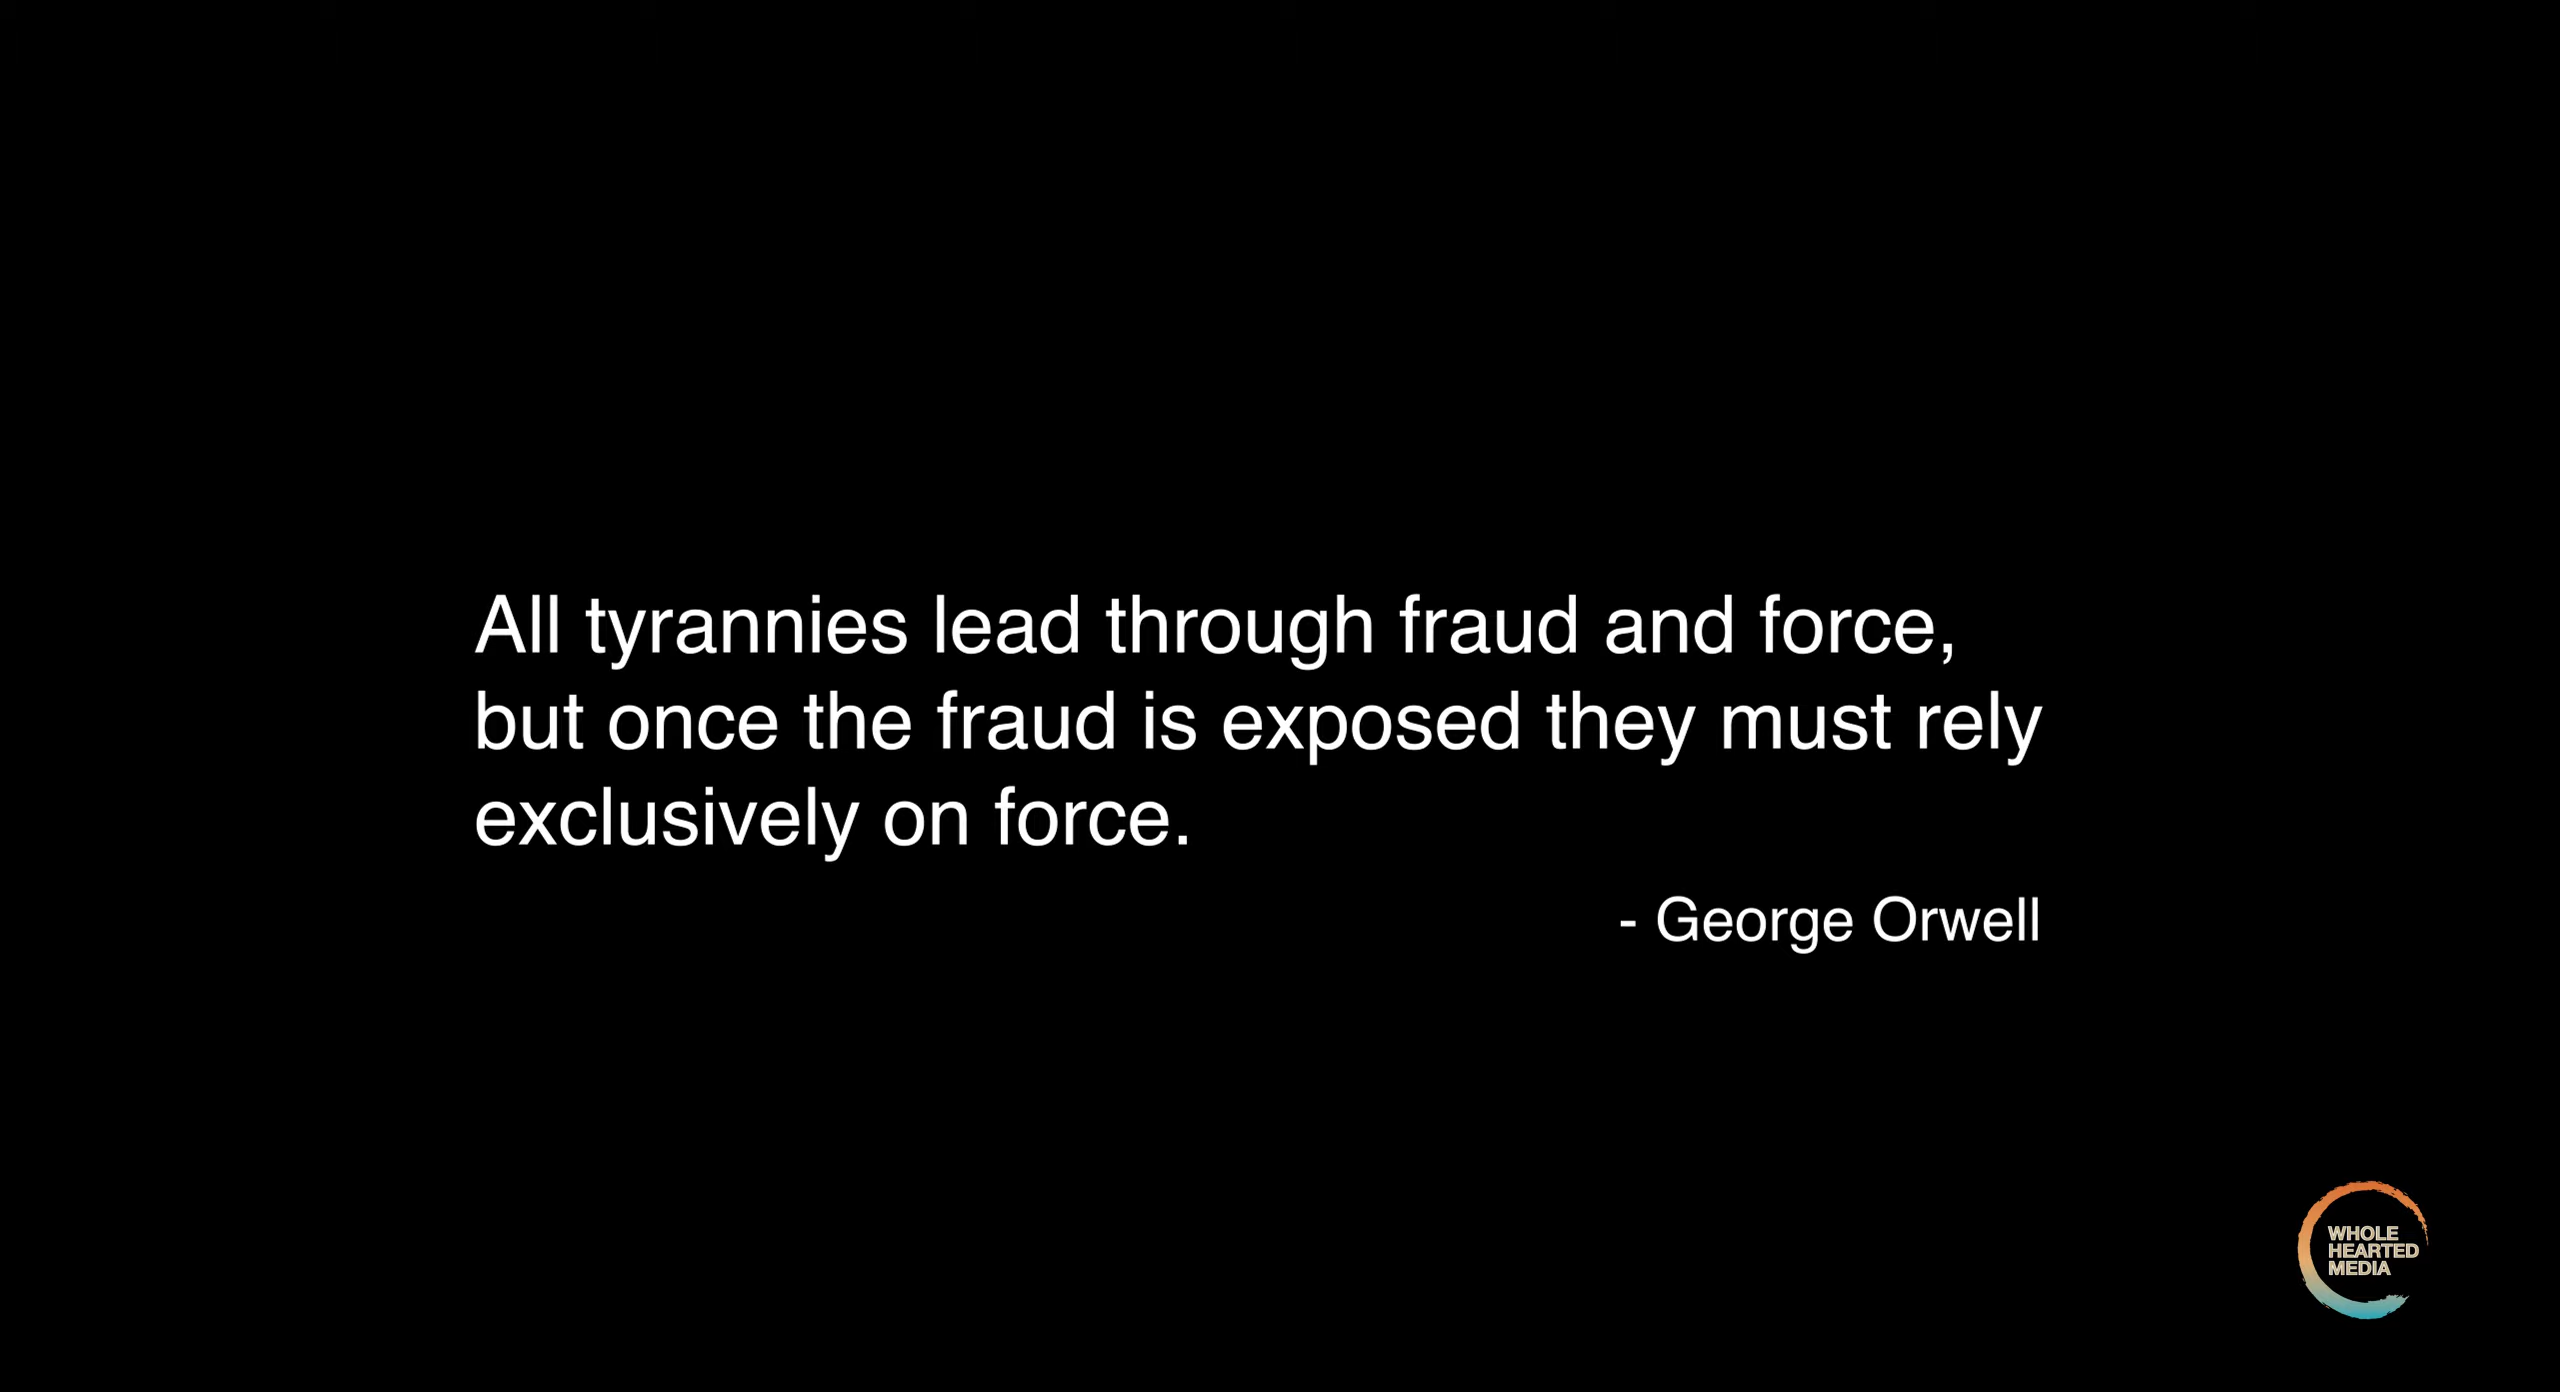 All tyrannies lead through fraud and force,
but once the fraud is exposed they must rely
exclusively on force.
- George Orwell
WHOLE
HEARTED
MEDIA